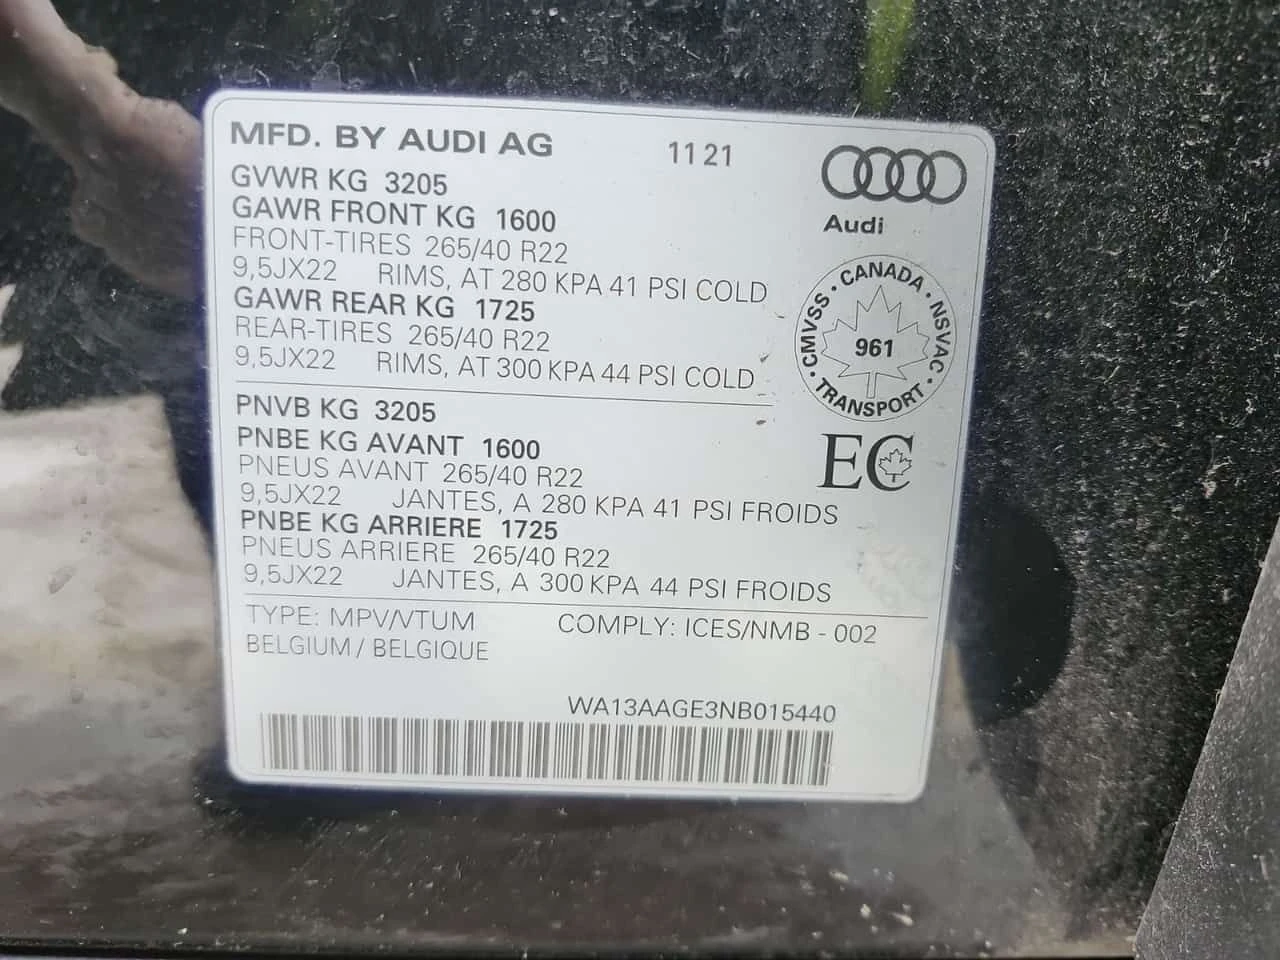 MFD. BY AUDI AG 11 21
Audi
GVWR KG 3205
GAWR FRONT KG 1600
FRONT-TIRES 265/40 R22
9,5JX22 RIMS, AT 280 KPA 41 PSI COLD
GAWR REAR KG 1725
REAR-TIRES 265/40 R22
9,5JX22 RIMS, AT 300 KPA 44 PSI COLD
· CANADA · NSVAC · TRANSPORT · CMVSS
961
EC
PNVB KG 3205
PNBE KG AVANT 1600
PNEUS AVANT 265/40 R22
9,5JX22 JANTES, A 280 KPA 41 PSI FROIDS
PNBE KG ARRIERE 1725
PNEUS ARRIERE 265/40 R22
9,5JX22 JANTES, A 300 KPA 44 PSI FROIDS
TYPE: MPV/VTUM COMPLY: ICES/NMB - 002
BELGIUM / BELGIQUE
WA13AAGE3NB015440